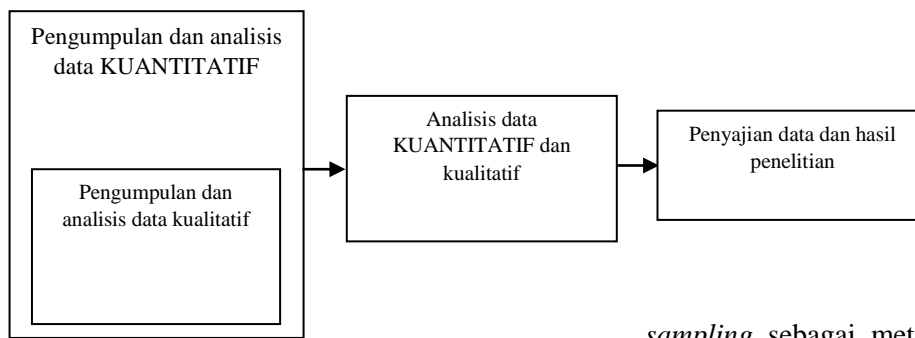 Pengumpulan dan analisis
data KUANTITATIF
Pengumpulan dan
analisis data kualitatif
Analisis data
KUANTITATIF dan
kualitatif
Penyajian data dan hasil
penelitian
sampling sebagai met